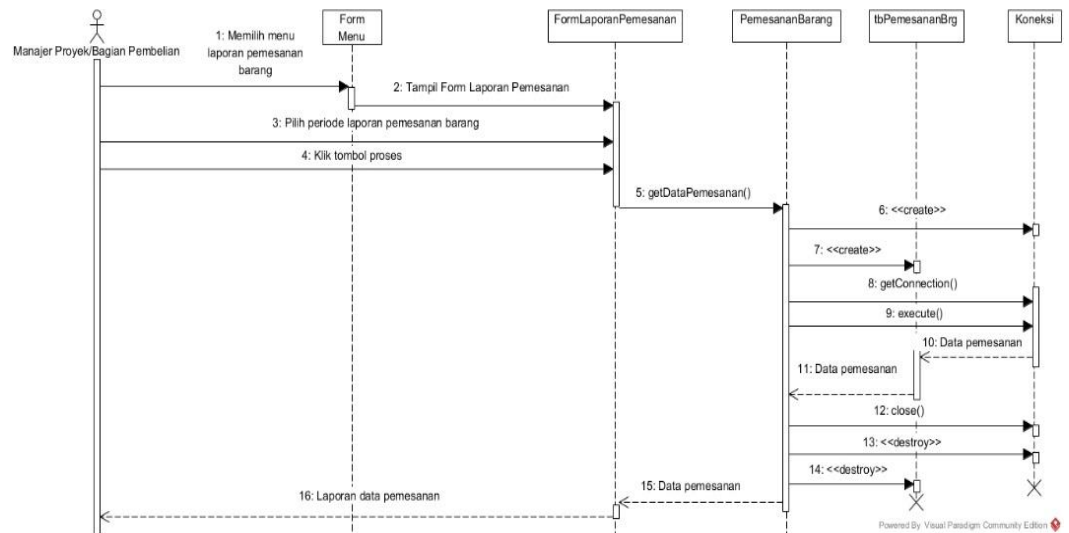 Form
Menu
FormLaporanPemesanan
PemesananBarang
tbPemesananBrg
Koneksi
Manajer Proyek/Bagian Pembelian
1: Memilih menu
laporan pemesanan
barang
2: Tampil Form Laporan Pemesanan
3: Pilih periode laporan pemesanan barang
4: Klik tombol proses
5: getDataPemesanan()
6: <<create>>
7: <<create>>
8: getConnection()
9: execute()
10: Data pemesanan
11: Data pemesanan
12: close()
13: <<destroy>>
14: <<destroy>>
15: Data pemesanan
16: Laporan data pemesanan
Powered By Visual Paradigm Community Edition